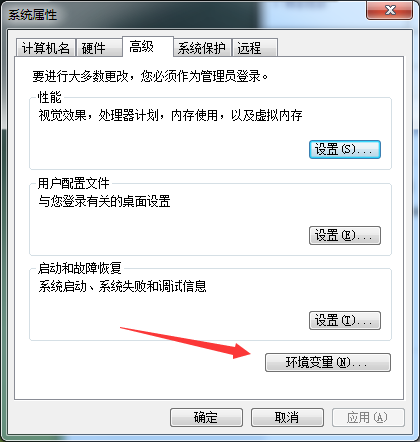 系统属性
计算机名 硬件 高级 系统保护 远程
要进行大多数更改，您必须作为管理员登录。
性能
视觉效果，处理器计划，内存使用，以及虚拟内存
设置(S)...
用户配置文件
与您登录有关的桌面设置
设置(E)...
启动和故障恢复
系统启动、系统失败和调试信息
设置(T)...
环境变量(N)...
确定 取消 应用(A)